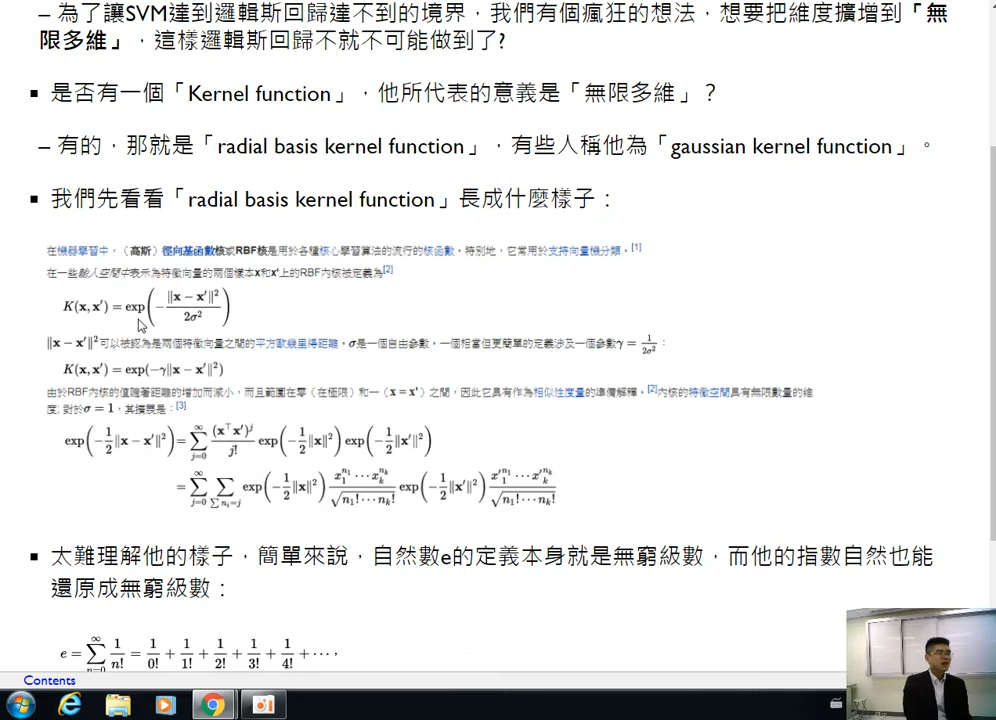 – 為了讓SVM達到邏輯斯回歸達不到的境界，我們有個瘋狂的想法，想要把維度擴增到「無
限多維」，這樣邏輯斯回歸不就不可能做到了?
▪ 是否有一個「Kernel function」，他所代表的意義是「無限多維」？
– 有的，那就是「radial basis kernel function」，有些人稱他為「gaussian kernel function」。
▪ 我們先看看「radial basis kernel function」長成什麼樣子：
在機器學習中，（高斯）徑向基函數核或RBF核是用於各種核心學習算法的流行的核函數。特別地，它常用於支持向量機分類。[1]
在一些輸入空間中表示為特徵向量的兩個樣本x和x'上的RBF內核被定義為[2]
K(x, x′) = exp(−‖x − x′‖² / 2σ²)
‖x − x′‖² 可以被認為是兩個特徵向量之間的平方歐幾里得距離。σ是一個自由參數。一個相當但更簡單的定義涉及一個參數γ = 1/2σ²：
K(x, x′) = exp(−γ‖x − x′‖²)
由於RBF內核的值隨著距離的增加而減小，而且範圍在零（在極限）和一（x = x'）之間，因此它具有作為相似性度量的準備解釋。[2]內核的特徵空間具有無限數量的維
度; 對於σ = 1，其擴展是：[3]
exp(−1/2‖x − x′‖²) = ∑_{j=0}^{∞} (x⊤x′)^j / j! exp(−1/2‖x‖²) exp(−1/2‖x′‖²)
= ∑_{j=0}^{∞} ∑_{∑n_i=j} exp(−1/2‖x‖²) x_1^{n_1} ⋯ x_k^{n_k} / √(n_1! ⋯ n_k!) exp(−1/2‖x′‖²) x′_1^{n_1} ⋯ x′_k^{n_k} / √(n_1! ⋯ n_k!)
▪ 太難理解他的樣子，簡單來說，自然數e的定義本身就是無窮級數，而他的指數自然也能
還原成無窮級數：
e = ∑_{n=0}^{∞} 1/n! = 1/0! + 1/1! + 1/2! + 1/3! + 1/4! + ⋯,
Contents